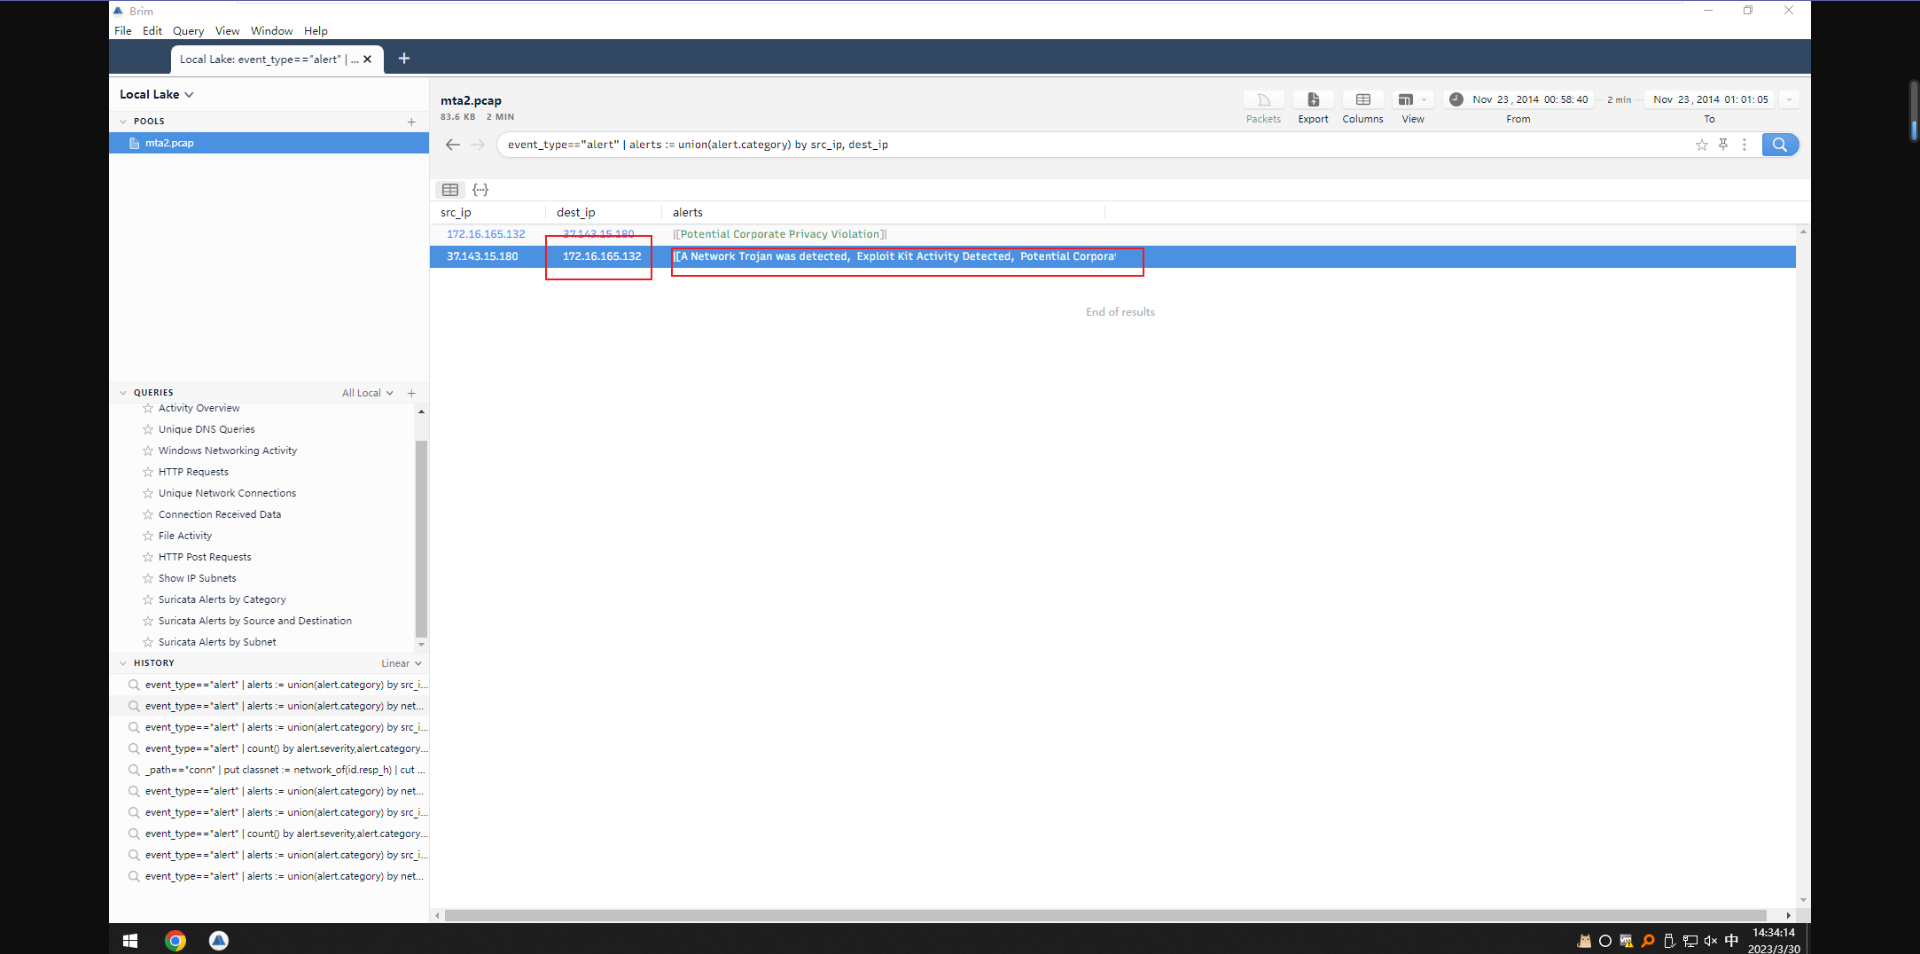 Brim
File Edit Query View Window Help
Local Lake: event_type=="alert" | ...
Local Lake
POOLS
mta2.pcap
mta2.pcap
83.6 KB 2 MIN
Packets
Export
Columns
View
Nov 23, 2014 00:58:40
From
2 min
Nov 23, 2014 01:01:05
To
event_type=="alert" | alerts := union(alert.category) by src_ip, dest_ip
src_ip dest_ip alerts
172.16.165.132 37.143.15.180 |[Potential Corporate Privacy Violation]|
37.143.15.180 172.16.165.132 |[A Network Trojan was detected, Exploit Kit Activity Detected, Potential Corporat
End of results
QUERIES All Local
Activity Overview
Unique DNS Queries
Windows Networking Activity
HTTP Requests
Unique Network Connections
Connection Received Data
File Activity
HTTP Post Requests
Show IP Subnets
Suricata Alerts by Category
Suricata Alerts by Source and Destination
Suricata Alerts by Subnet
HISTORY Linear
event_type=="alert" | alerts := union(alert.category) by src_i...
event_type=="alert" | alerts := union(alert.category) by net...
event_type=="alert" | alerts := union(alert.category) by src_i...
event_type=="alert" | count() by alert.severity,alert.category...
_path=="conn" | put classnet := network_of(id.resp_h) | cut ...
event_type=="alert" | alerts := union(alert.category) by net...
event_type=="alert" | alerts := union(alert.category) by src_i...
event_type=="alert" | count() by alert.severity,alert.category...
event_type=="alert" | alerts := union(alert.category) by src_i...
event_type=="alert" | alerts := union(alert.category) by net...
中
14:34:14
2023/3/30